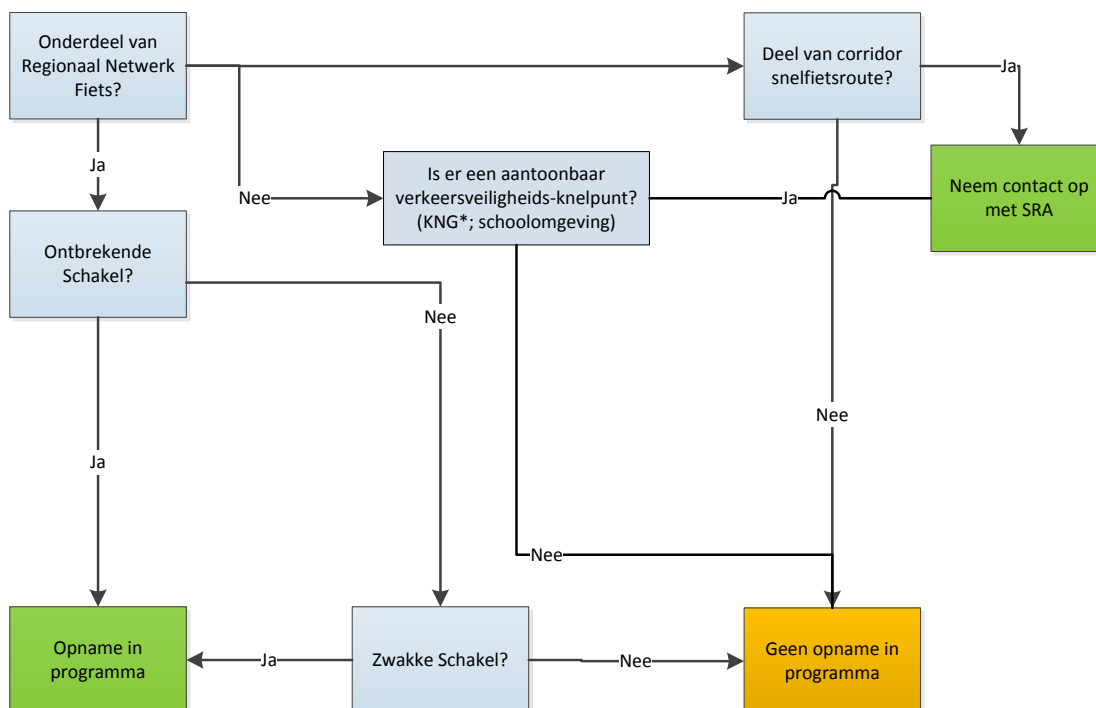 Onderdeel van
Regionaal Netwerk
Fiets?
Deel van corridor
snelfietsroute?
Ja
Ja
Nee
Is er een aantoonbaar
verkeersveiligheids-knelpunt?
(KNG*; schoolomgeving)
Ja
Neem contact op
met SRA
Ontbrekende
Schakel?
Nee
Nee
Ja
Nee
Opname in
programma
Ja
Zwakke Schakel?
Nee
Geen opname in
programma